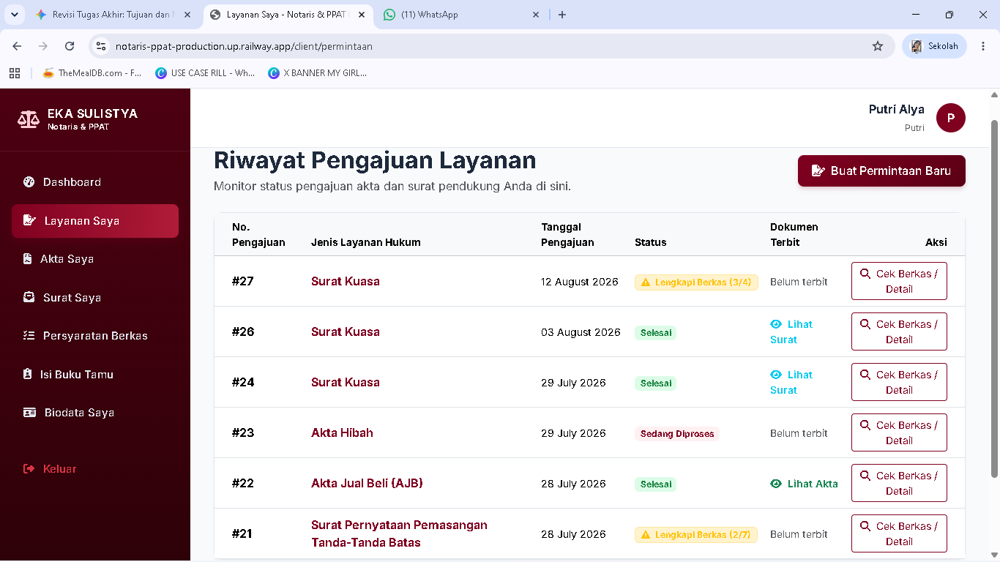 Revisi Tugas Akhir: Tujuan dan
Layanan Saya - Notaris & PPAT
(11) WhatsApp
notaris-ppat-production.up.railway.app/client/permintaan
Sekolah
TheMealDB.com - F...
USE CASE RILL - Wh...
X BANNER MY GIRL...
EKA SULISTYA
Notaris & PPAT
Dashboard
Layanan Saya
Akta Saya
Surat Saya
Persyaratan Berkas
Isi Buku Tamu
Biodata Saya
Keluar
Putri Alya
Putri
P
Riwayat Pengajuan Layanan
Monitor status pengajuan akta dan surat pendukung Anda di sini.
Buat Permintaan Baru
No. Pengajuan Jenis Layanan Hukum Tanggal Pengajuan Status Dokumen Terbit Aksi
#27 Surat Kuasa 12 August 2026 Lengkapi Berkas (3/4) Belum terbit Cek Berkas / Detail
#26 Surat Kuasa 03 August 2026 Selesai Lihat Surat Cek Berkas / Detail
#24 Surat Kuasa 29 July 2026 Selesai Lihat Surat Cek Berkas / Detail
#23 Akta Hibah 29 July 2026 Sedang Diproses Belum terbit Cek Berkas / Detail
#22 Akta Jual Beli (AJB) 28 July 2026 Selesai Lihat Akta Cek Berkas / Detail
#21 Surat Pernyataan Pemasangan Tanda-Tanda Batas 28 July 2026 Lengkapi Berkas (2/7) Belum terbit Cek Berkas / Detail